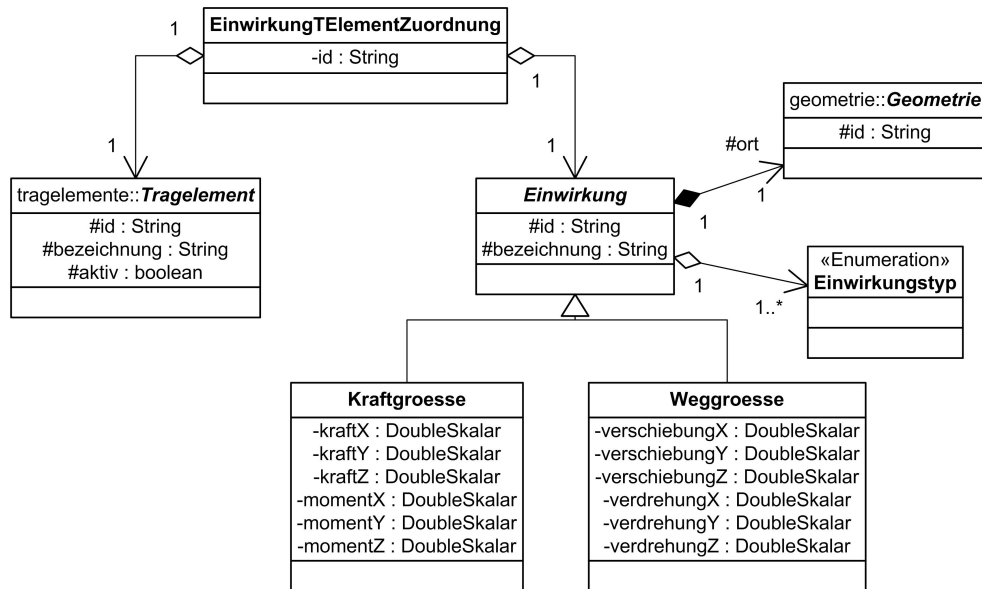 EinwirkungTElementZuordnung
-id : String
1
1
1
1
tragelemente::Tragelement
#id : String
#bezeichnung : String
#aktiv : boolean
Einwirkung
#id : String
#bezeichnung : String
geometrie::Geometrie
#id : String
#ort
1
1
«Enumeration»
Einwirkungstyp
1
1..*
Kraftgroesse
-kraftX : DoubleSkalar
-kraftY : DoubleSkalar
-kraftZ : DoubleSkalar
-momentX : DoubleSkalar
-momentY : DoubleSkalar
-momentZ : DoubleSkalar
Weggroesse
-verschiebungX : DoubleSkalar
-verschiebungY : DoubleSkalar
-verschiebungZ : DoubleSkalar
-verdrehungX : DoubleSkalar
-verdrehungY : DoubleSkalar
-verdrehungZ : DoubleSkalar